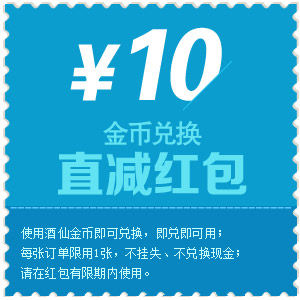 ¥10
金币兑换
直减红包
使用酒仙金币即可兑换，即兑即可用；
每张订单限用1张，不挂失、不兑换现金；
请在红包有限期内使用。